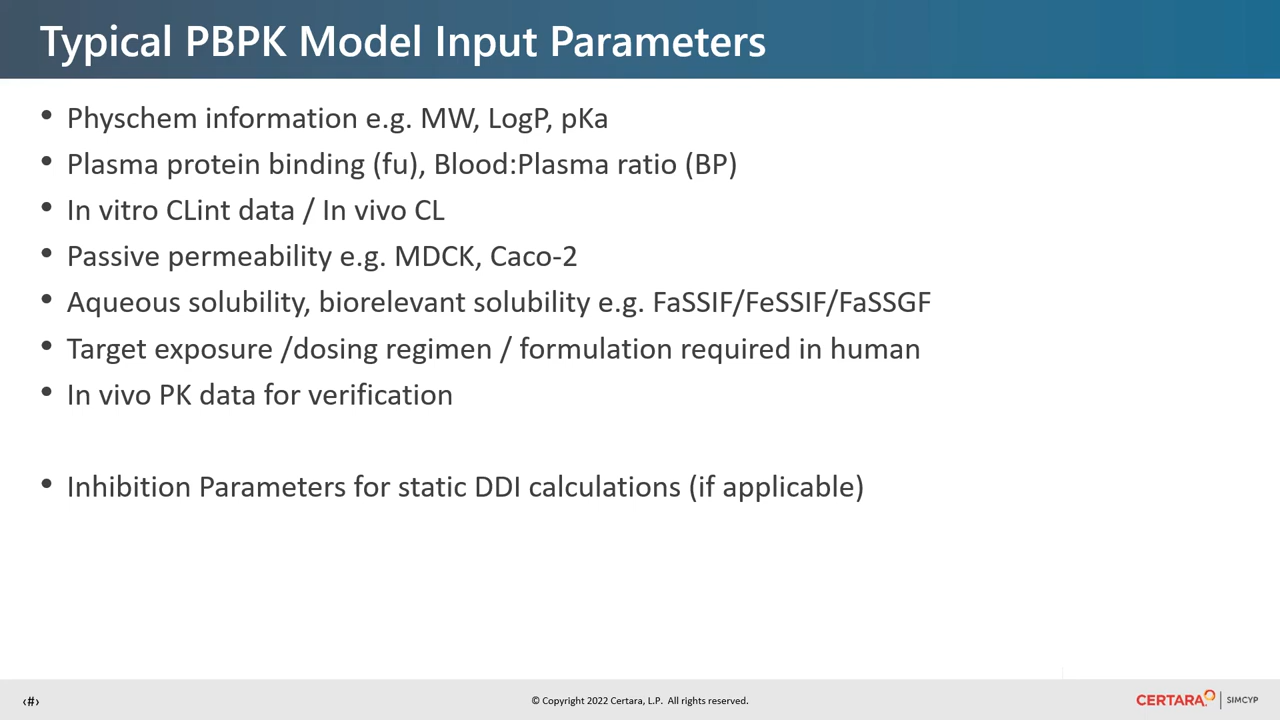 Typical PBPK Model Input Parameters
• Physchem information e.g. MW, LogP, pKa
• Plasma protein binding (fu), Blood:Plasma ratio (BP)
• In vitro CLint data / In vivo CL
• Passive permeability e.g. MDCK, Caco-2
• Aqueous solubility, biorelevant solubility e.g. FaSSIF/FeSSIF/FaSSGF
• Target exposure /dosing regimen / formulation required in human
• In vivo PK data for verification
• Inhibition Parameters for static DDI calculations (if applicable)
‹#›
© Copyright 2022 Certara, L.P. All rights reserved.
CERTARA | SIMCYP